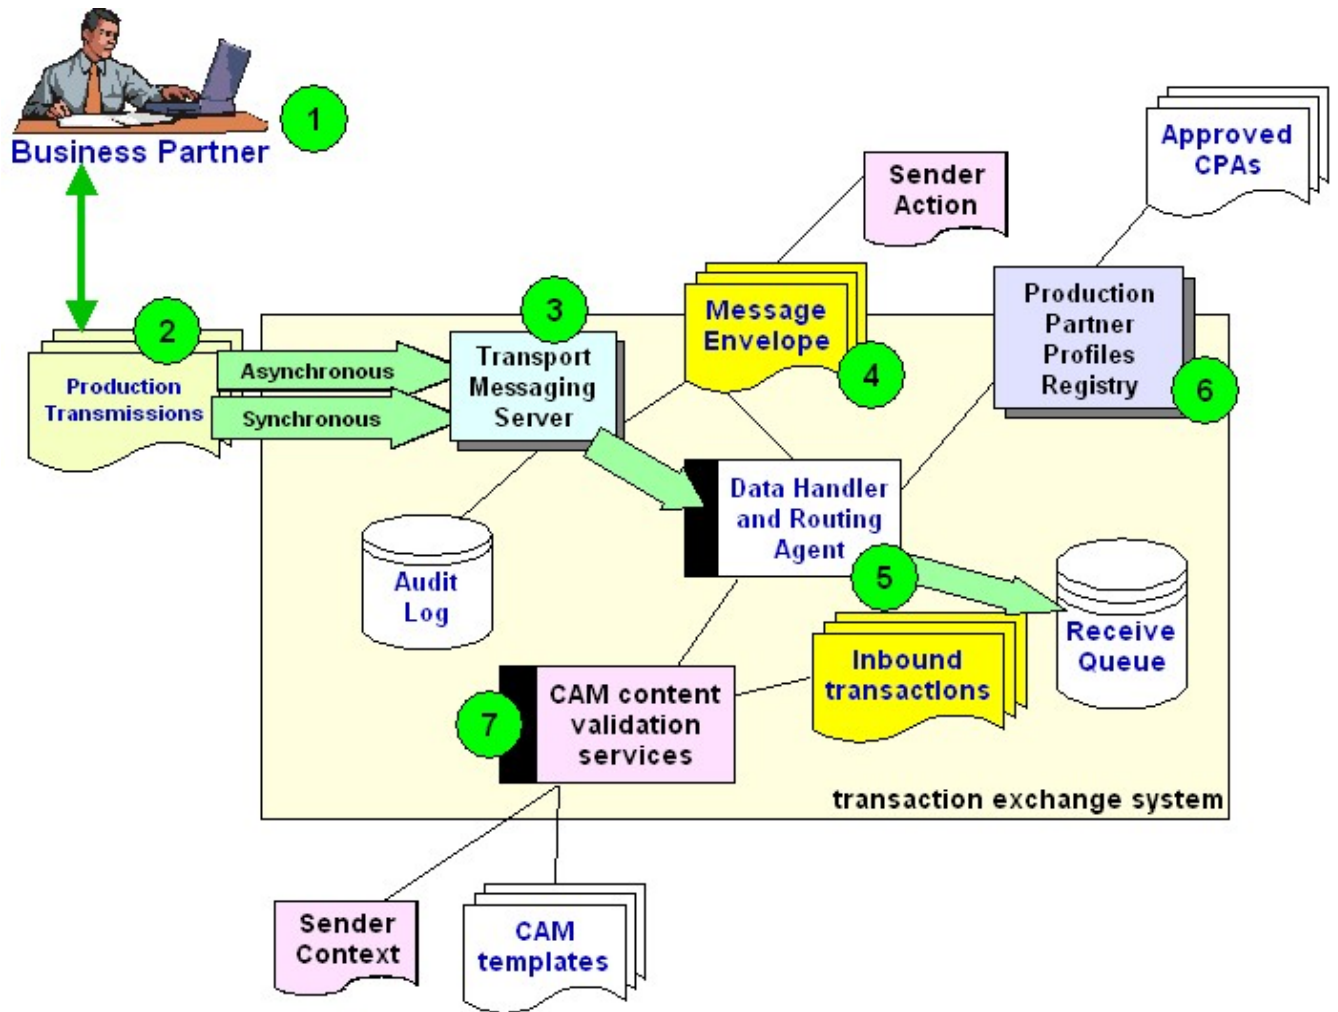 1
Business Partner
Approved
CPAs
Sender
Action
2
Production
Transmissions
Asynchronous
Synchronous
3
Transport
Messaging
Server
Message
Envelope
4
Production
Partner
Profiles
Registry
6
Data Handler
and Routing
Agent
5
Audit
Log
Receive
Queue
Inbound
transactions
7
CAM content
validation
services
transaction exchange system
Sender
Context
CAM
templates